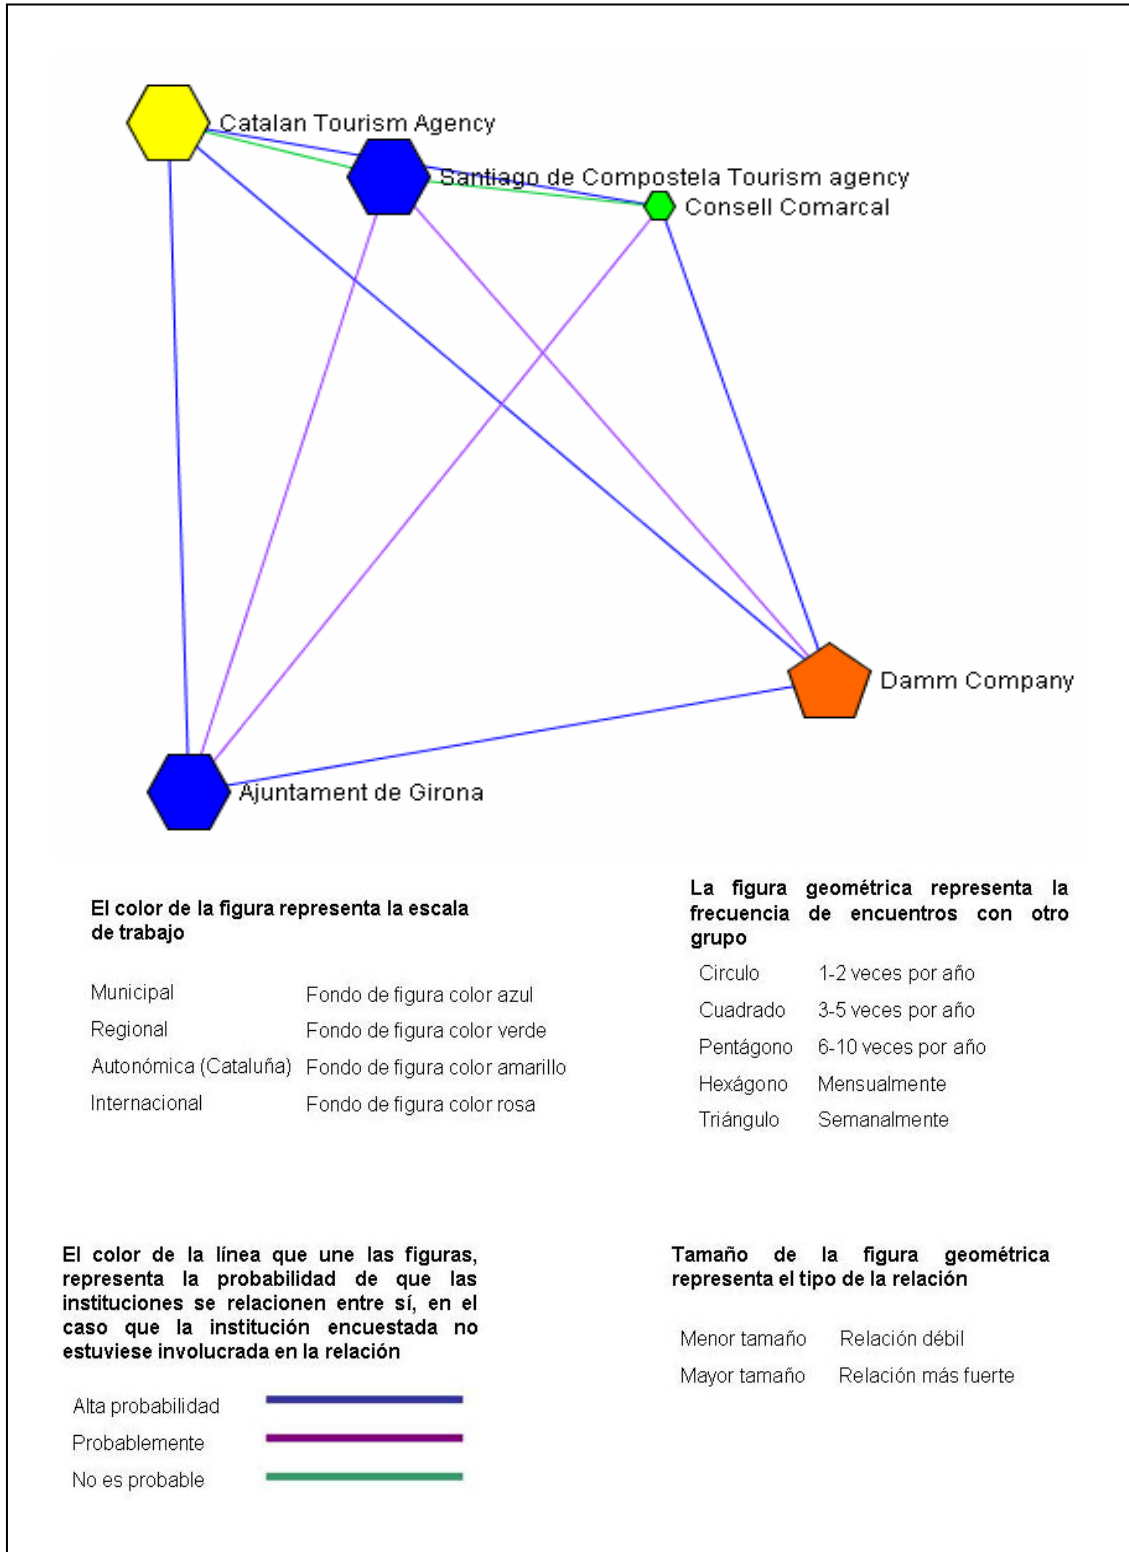 Catalan Tourism Agency
Santiago de Compostela Tourism agency
Consell Comarcal
Damm Company
Ajuntament de Girona
El color de la figura representa la escala
de trabajo
Municipal Fondo de figura color azul
Regional Fondo de figura color verde
Autonómica (Cataluña) Fondo de figura color amarillo
Internacional Fondo de figura color rosa
La figura geométrica representa la
frecuencia de encuentros con otro
grupo
Circulo 1-2 veces por año
Cuadrado 3-5 veces por año
Pentágono 6-10 veces por año
Hexágono Mensualmente
Triángulo Semanalmente
El color de la línea que une las figuras,
representa la probabilidad de que las
instituciones se relacionen entre sí, en el
caso que la institución encuestada no
estuviese involucrada en la relación
Alta probabilidad
Probablemente
No es probable
Tamaño de la figura geométrica
representa el tipo de la relación
Menor tamaño Relación débil
Mayor tamaño Relación más fuerte